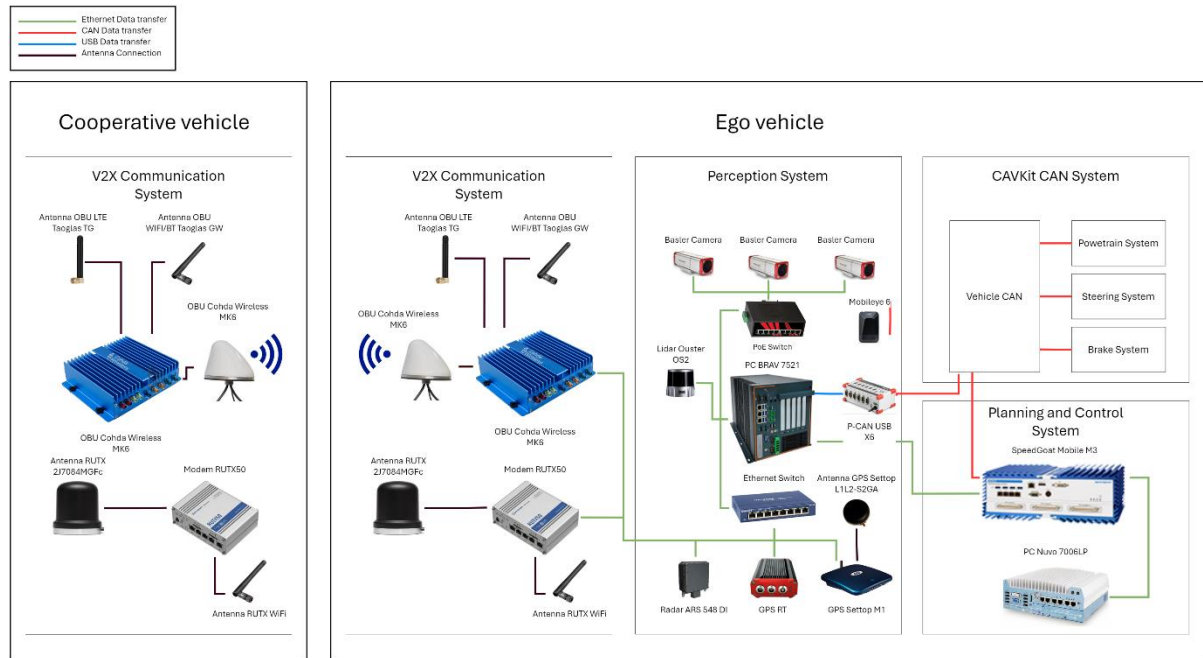 Ethernet Data transfer
CAN Data transfer
USB Data transfer
Antenna Connection
Cooperative vehicle
V2X Communication
System
Antenna OBU LTE
Taoglas TG
Antenna OBU
WIFI/BT Taoglas GW
OBU Cohda Wireless
MK6
OBU Cohda Wireless
MK6
Antenna RUTX
2J7084MGFc
Modem RUTX50
Antenna RUTX WiFi
Ego vehicle
V2X Communication
System
Antenna OBU LTE
Taoglas TG
Antenna OBU
WIFI/BT Taoglas GW
OBU Cohda Wireless
MK6
OBU Cohda Wireless
MK6
Antenna RUTX
2J7084MGFc
Modem RUTX50
Antenna RUTX WiFi
Perception System
Baster Camera
Baster Camera
Baster Camera
Mobileye 6
PoE Switch
Lidar Ouster
OS2
PC BRAV 7521
P-CAN USB
X6
Ethernet Switch
Antenna GPS Settop
L1L2-S2GA
Radar ARS 548 DI
GPS RT
GPS Settop M1
CAVKit CAN System
Vehicle CAN
Powetrain System
Steering System
Brake System
Planning and Control
System
SpeedGoat Mobile M3
PC Nuvo 7006LP